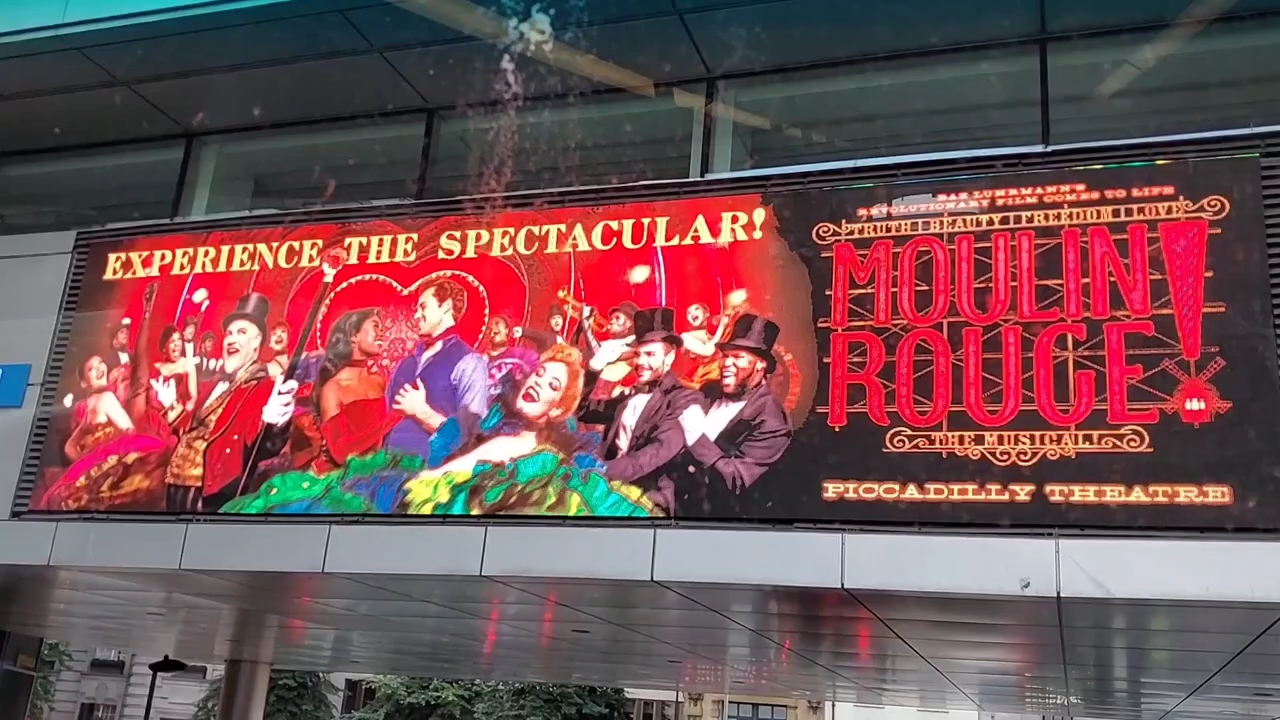 EXPERIENCE THE SPECTACULAR!
BAZ LUHRMANN'S
REVOLUTIONARY FILM COMES TO LIFE
TRUTH | BEAUTY | FREEDOM | LOVE
MOULIN
ROUGE!
THE MUSICAL
PICCADILLY THEATRE